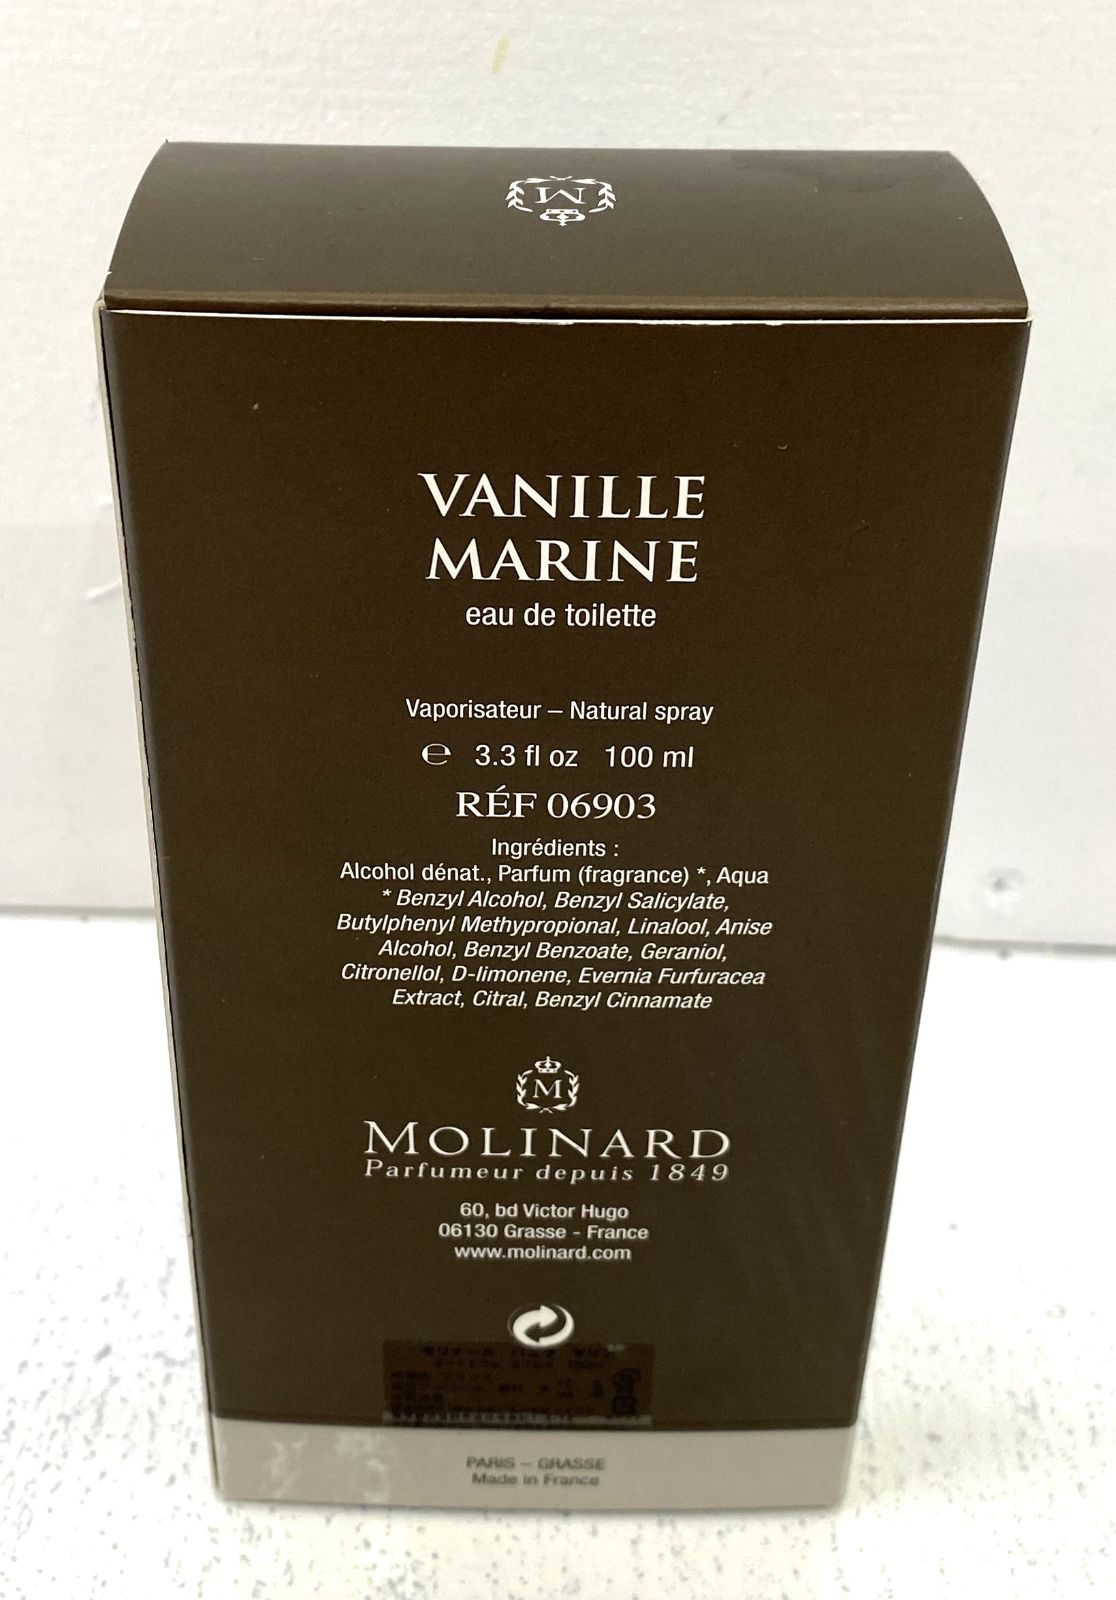 M
VANILLE
MARINE
eau de toilette
Vaporisateur – Natural spray
℮ 3.3 fl oz 100 ml
RÉF 06903
Ingrédients :
Alcohol dénat., Parfum (fragrance) *, Aqua
* Benzyl Alcohol, Benzyl Salicylate,
Butylphenyl Methypropional, Linalool, Anise
Alcohol, Benzyl Benzoate, Geraniol,
Citronellol, D-limonene, Evernia Furfuracea
Extract, Citral, Benzyl Cinnamate
M
MOLINARD
Parfumeur depuis 1849
60, bd Victor Hugo
06130 Grasse - France
www.molinard.com
PARIS – GRASSE
Made in France